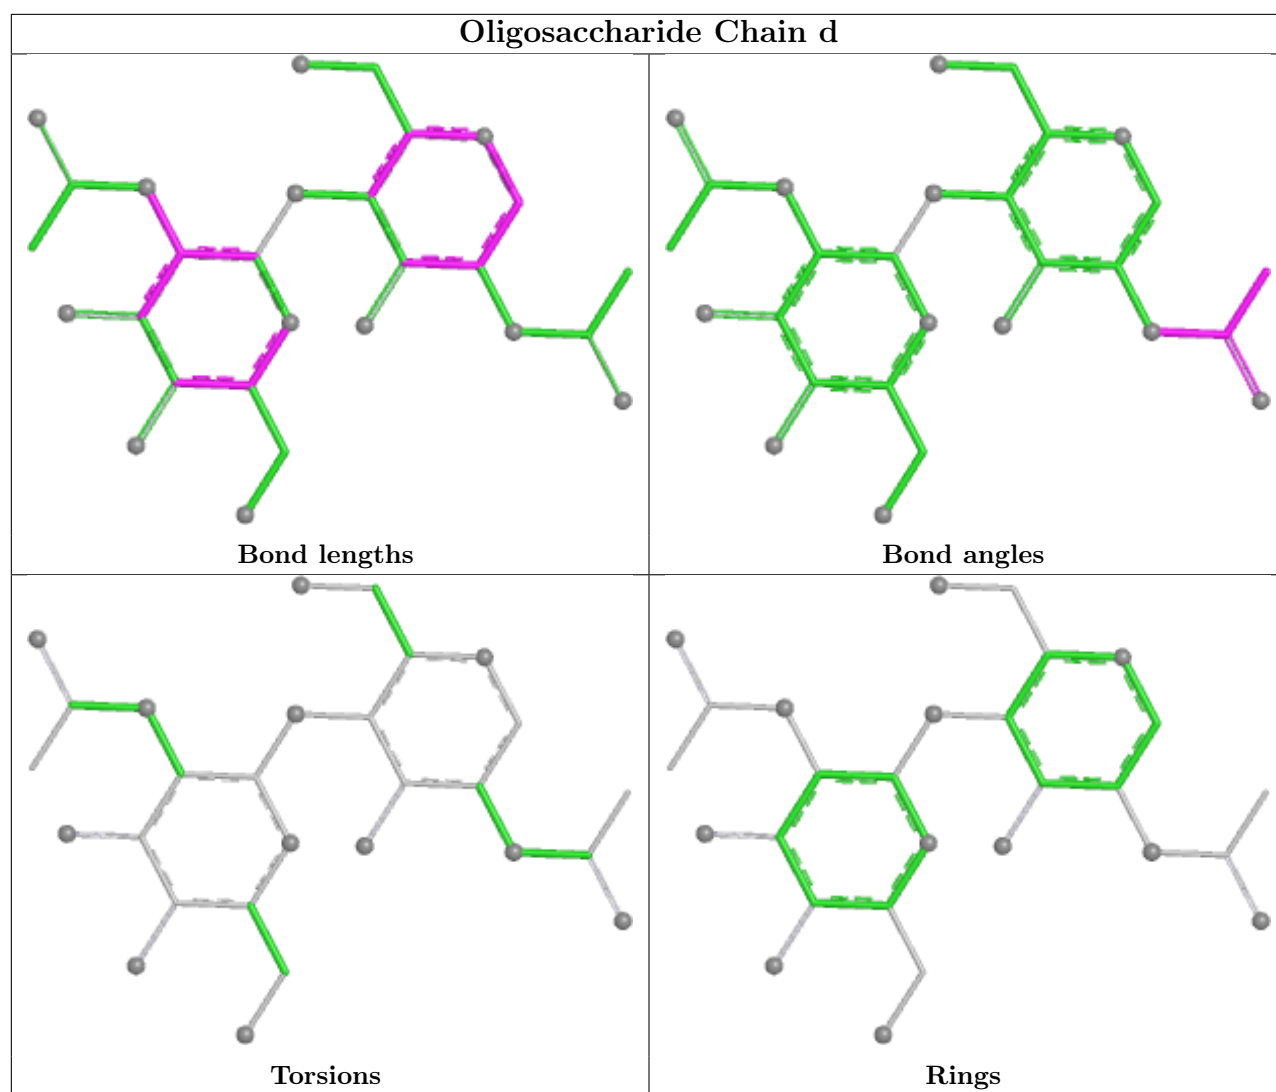 Oligosaccharide Chain d
Bond lengths
Bond angles
Torsions
Rings